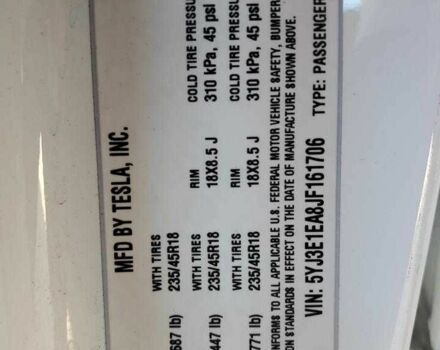 MFD BY TESLA, INC.
WITH TIRES
235/45R18
687 lb) WITH TIRES RIM COLD TIRE PRESSU
235/45R18 18X8.5 J 310 kPa, 45 psi
447 lb) WITH TIRES RIM COLD TIRE PRESSU
235/45R18 18X8.5 J 310 kPa, 45 psi
771 lb)
NFORMS TO ALL APPLICABLE U.S. FEDERAL MOTOR VEHICLE SAFETY, BUMPER
ON STANDARDS IN EFFECT ON THE DATE OF MANUFACTURE SHOWN ABOVE.
VIN: 5YJ3E1EA8JF161706 TYPE: PASSENGER